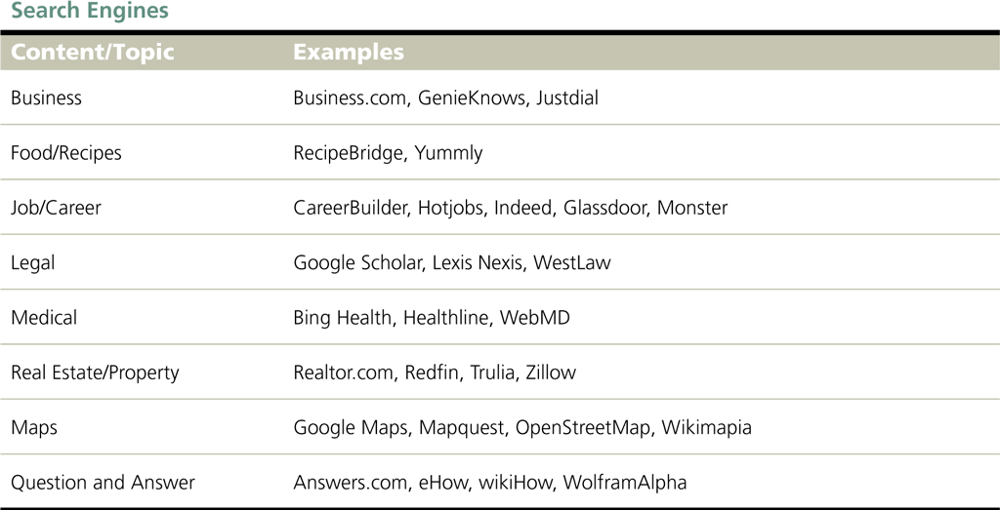 Search Engines
Content/Topic Examples
Business Business.com, GenieKnows, Justdial
Food/Recipes RecipeBridge, Yummly
Job/Career CareerBuilder, Hotjobs, Indeed, Glassdoor, Monster
Legal Google Scholar, Lexis Nexis, WestLaw
Medical Bing Health, Healthline, WebMD
Real Estate/Property Realtor.com, Redfin, Trulia, Zillow
Maps Google Maps, Mapquest, OpenStreetMap, Wikimapia
Question and Answer Answers.com, eHow, wikiHow, WolframAlpha